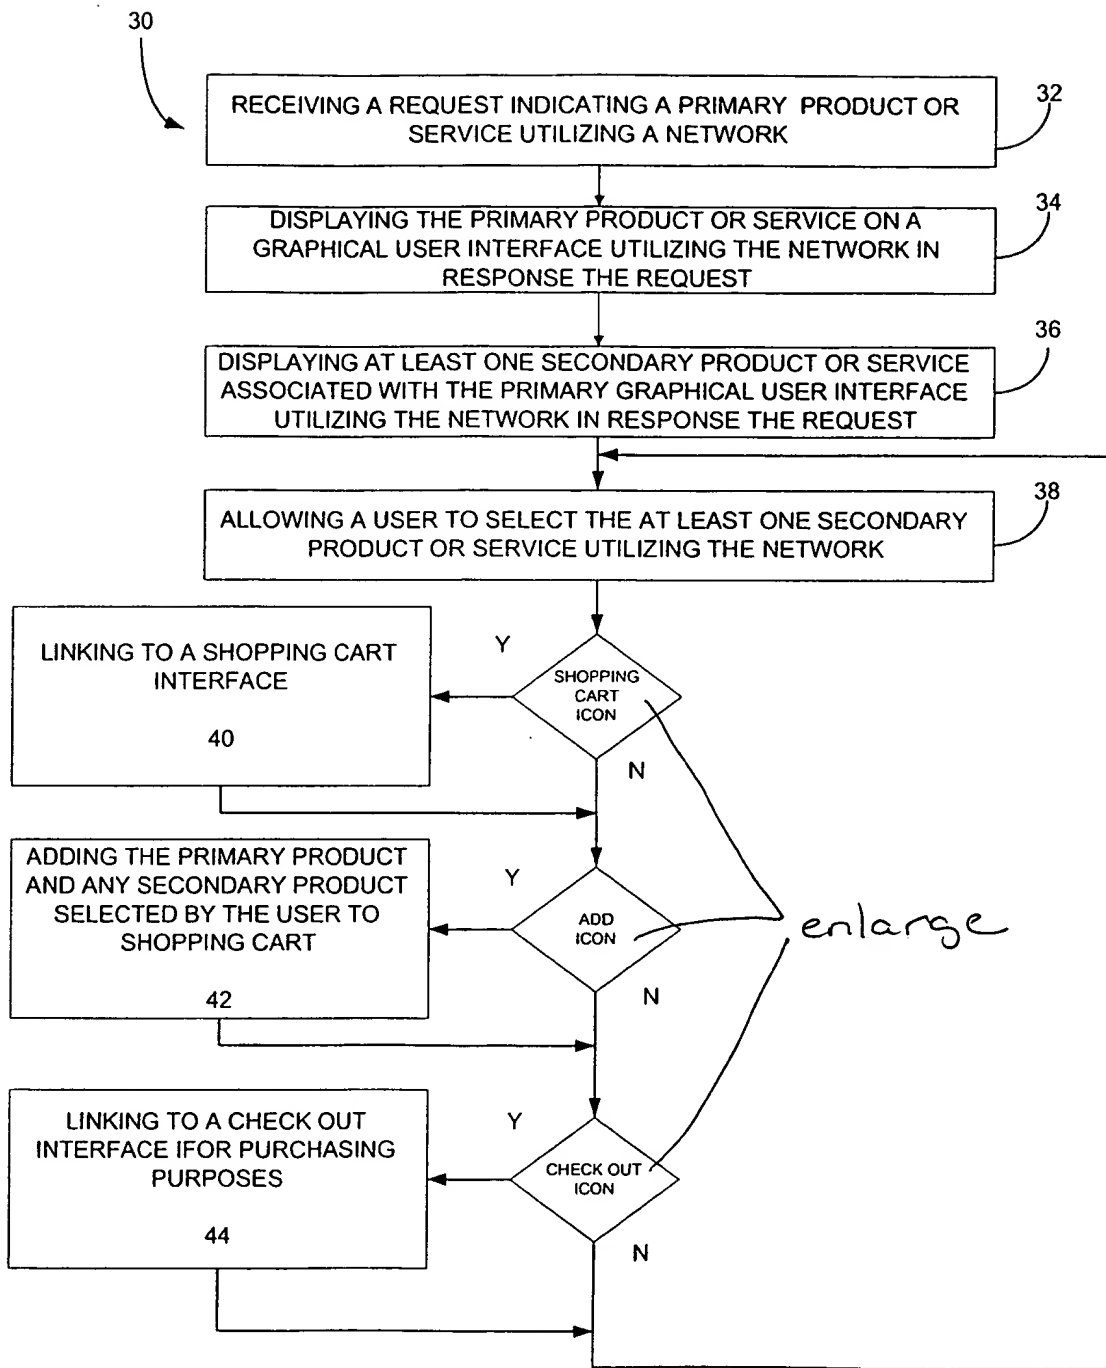 30
RECEIVING A REQUEST INDICATING A PRIMARY PRODUCT OR
SERVICE UTILIZING A NETWORK
32
DISPLAYING THE PRIMARY PRODUCT OR SERVICE ON A
GRAPHICAL USER INTERFACE UTILIZING THE NETWORK IN
RESPONSE THE REQUEST
34
DISPLAYING AT LEAST ONE SECONDARY PRODUCT OR SERVICE
ASSOCIATED WITH THE PRIMARY GRAPHICAL USER INTERFACE
UTILIZING THE NETWORK IN RESPONSE THE REQUEST
36
ALLOWING A USER TO SELECT THE AT LEAST ONE SECONDARY
PRODUCT OR SERVICE UTILIZING THE NETWORK
38
SHOPPING
CART
ICON
Y
N
LINKING TO A SHOPPING CART
INTERFACE
40
ADD
ICON
Y
N
enlarge
ADDING THE PRIMARY PRODUCT
AND ANY SECONDARY PRODUCT
SELECTED BY THE USER TO
SHOPPING CART
42
CHECK OUT
ICON
Y
N
LINKING TO A CHECK OUT
INTERFACE IFOR PURCHASING
PURPOSES
44